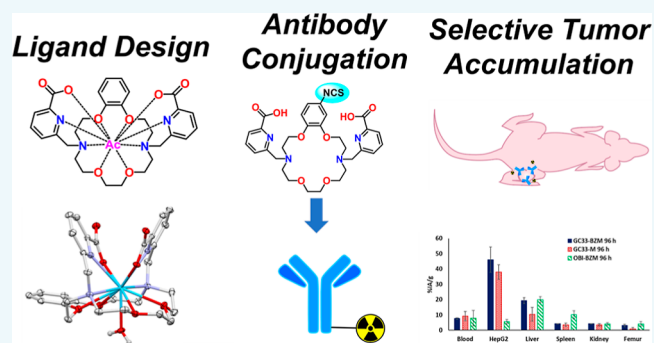 Ligand Design
Antibody
Conjugation
Selective Tumor
Accumulation
O
O
O
O
N
N
Ac
N
N
O
O
O
O
NCS
O
OH
O
OH
N
O
O
N
N
N
O
O
60
50
40
30
20
10
0
%IA/g
GC33-BZM 96 h
GC33-M 96 h
OBI-BZM 96 h
Blood
HepG2
Liver
Spleen
Kidney
Femur